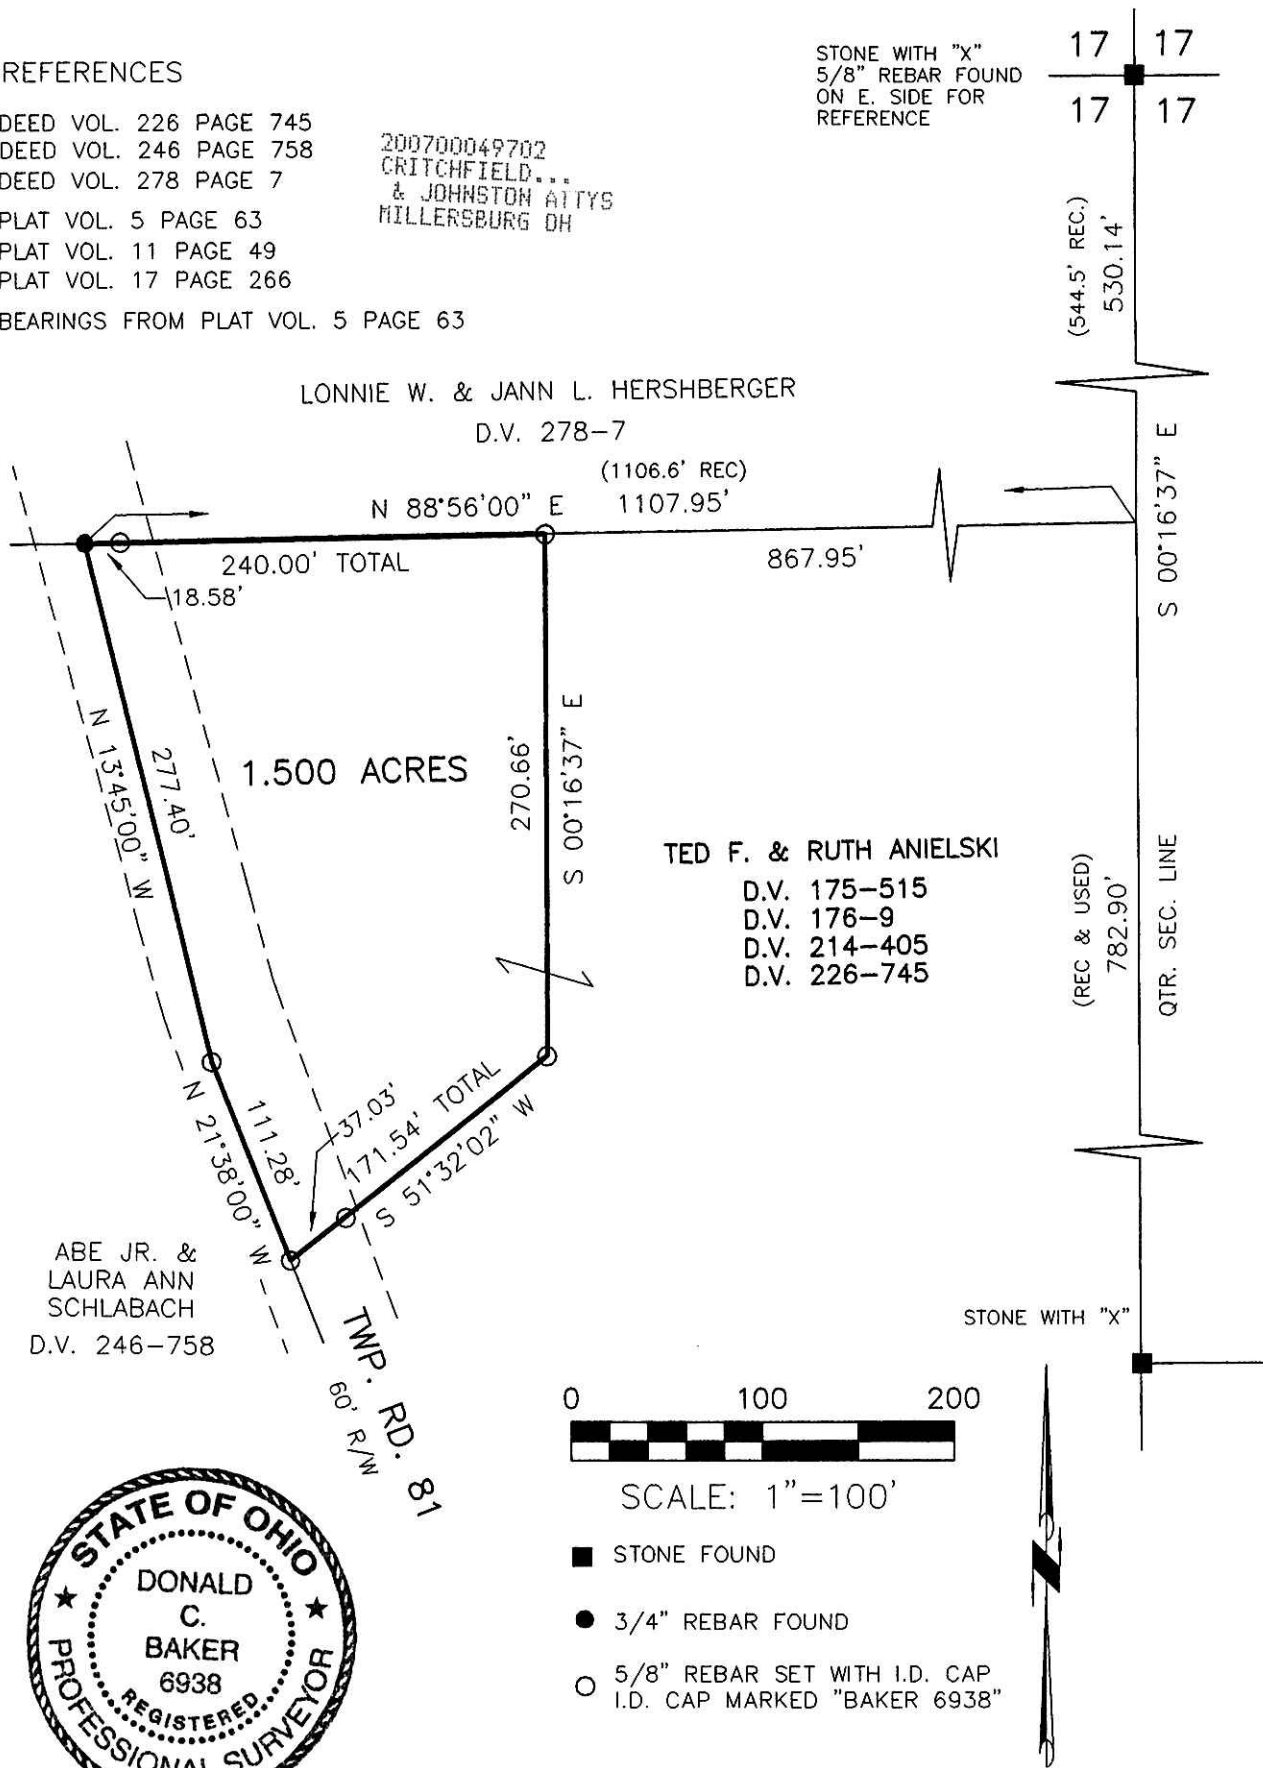 REFERENCES
DEED VOL. 226 PAGE 745
DEED VOL. 246 PAGE 758
DEED VOL. 278 PAGE 7
PLAT VOL. 5 PAGE 63
PLAT VOL. 11 PAGE 49
PLAT VOL. 17 PAGE 266
BEARINGS FROM PLAT VOL. 5 PAGE 63
200700049702
CRITCHFIELD...
& JOHNSTON ATTYS
MILLERSBURG OH
STONE WITH "X"
5/8" REBAR FOUND
ON E. SIDE FOR
REFERENCE
17 17
17 17
(544.5' REC.)
530.14'
LONNIE W. & JANN L. HERSHBERGER
D.V. 278-7
(1106.6' REC)
N 88°56'00" E 1107.95'
240.00' TOTAL
867.95'
18.58'
S 00°16'37" E
N 13°45'00" W
277.40'
1.500 ACRES
270.66'
S 00°16'37" E
TED F. & RUTH ANIELSKI
D.V. 175-515
D.V. 176-9
D.V. 214-405
D.V. 226-745
(REC & USED)
782.90'
QTR. SEC. LINE
N 21°38'00" W
111.28'
37.03'
171.54' TOTAL
S 51°32'02" W
ABE JR. &
LAURA ANN
SCHLABACH
D.V. 246-758
TWP. RD. 81
60' R/W
STONE WITH "X"
0 100 200
SCALE: 1"=100'
STONE FOUND
3/4" REBAR FOUND
5/8" REBAR SET WITH I.D. CAP
I.D. CAP MARKED "BAKER 6938"
N
STATE OF OHIO
DONALD
C.
BAKER
6938
REGISTERED
PROFESSIONAL SURVEYOR